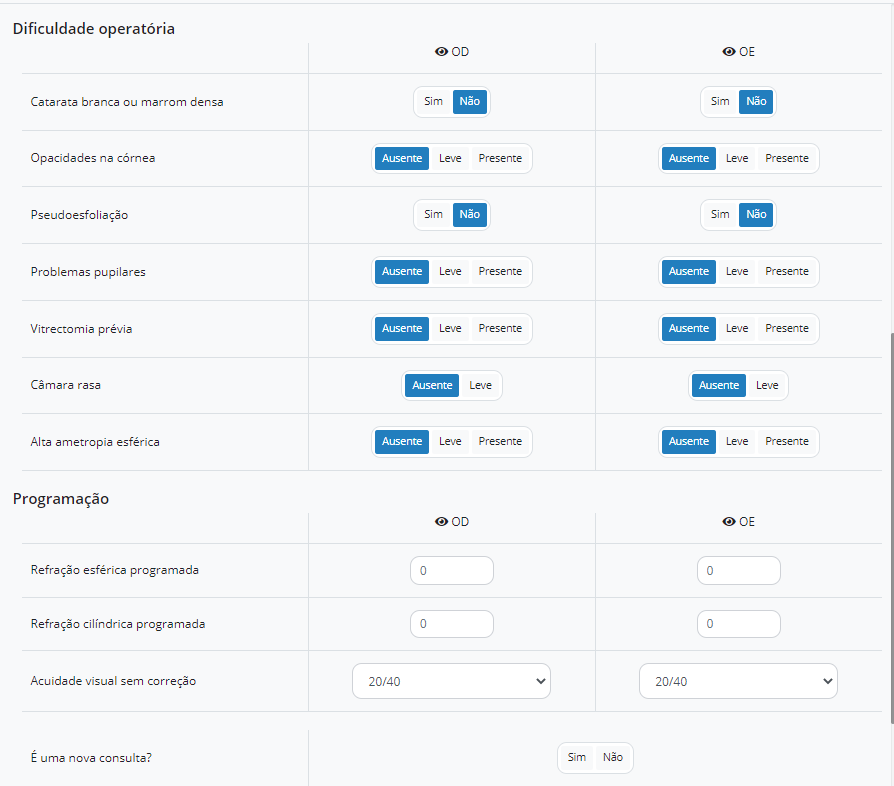 Dificuldade operatória
OD OE
Catarata branca ou marrom densa Sim Não Sim Não
Opacidades na córnea Ausente Leve Presente Ausente Leve Presente
Pseudoesfoliação Sim Não Sim Não
Problemas pupilares Ausente Leve Presente Ausente Leve Presente
Vitrectomia prévia Ausente Leve Presente Ausente Leve Presente
Câmara rasa Ausente Leve Ausente Leve
Alta ametropia esférica Ausente Leve Presente Ausente Leve Presente
Programação
OD OE
Refração esférica programada 0 0
Refração cilíndrica programada 0 0
Acuidade visual sem correção 20/40 20/40
É uma nova consulta? Sim Não